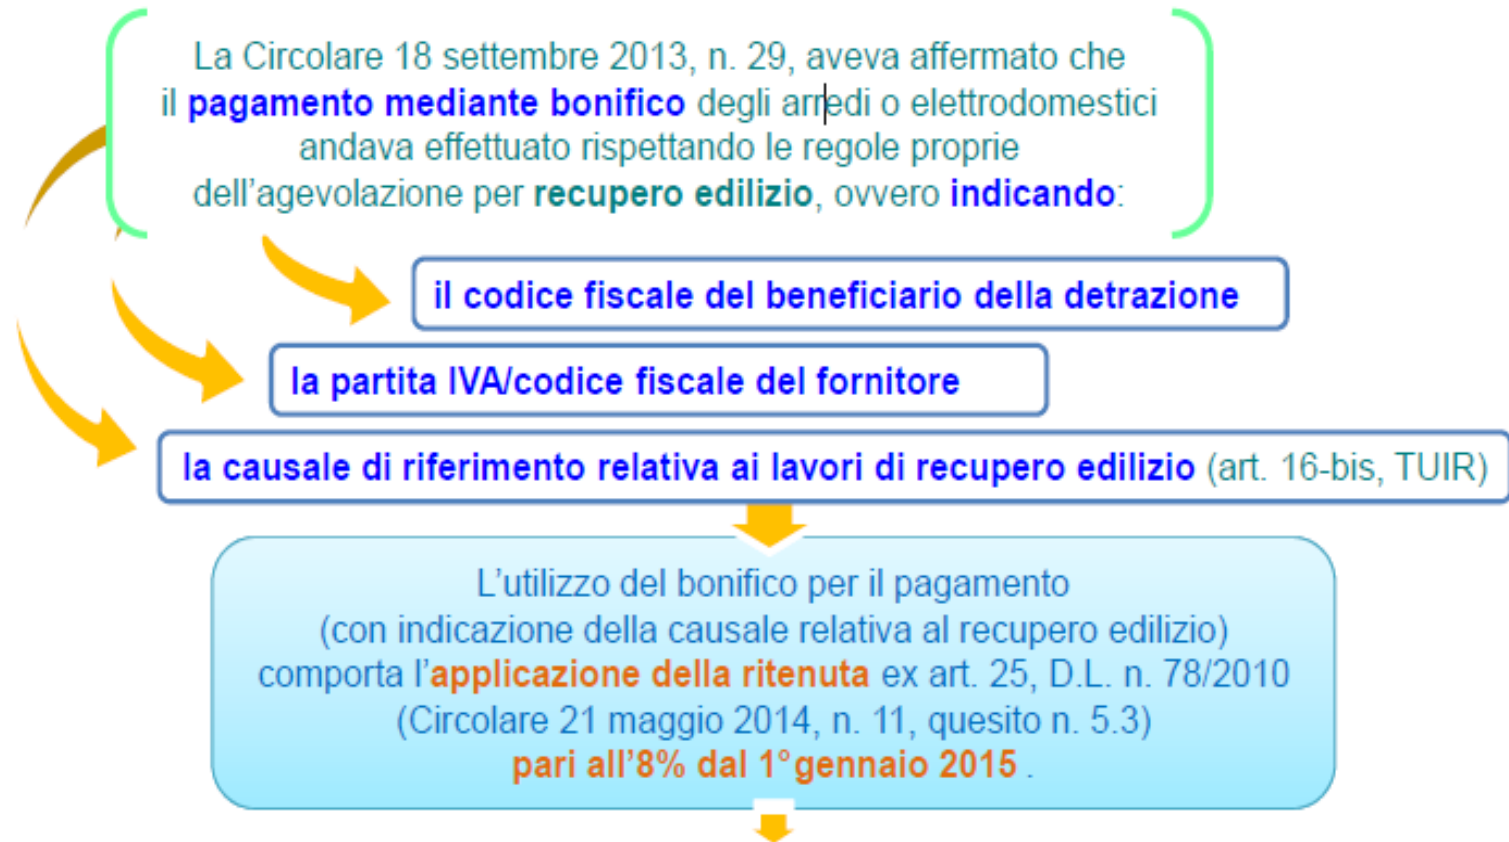 La Circolare 18 settembre 2013, n. 29, aveva affermato che
il pagamento mediante bonifico degli arredi o elettrodomestici
andava effettuato rispettando le regole proprie
dell’agevolazione per recupero edilizio, ovvero indicando:
il codice fiscale del beneficiario della detrazione
la partita IVA/codice fiscale del fornitore
la causale di riferimento relativa ai lavori di recupero edilizio (art. 16-bis, TUIR)
L’utilizzo del bonifico per il pagamento
(con indicazione della causale relativa al recupero edilizio)
comporta l’applicazione della ritenuta ex art. 25, D.L. n. 78/2010
(Circolare 21 maggio 2014, n. 11, quesito n. 5.3)
pari all’8% dal 1°gennaio 2015 .